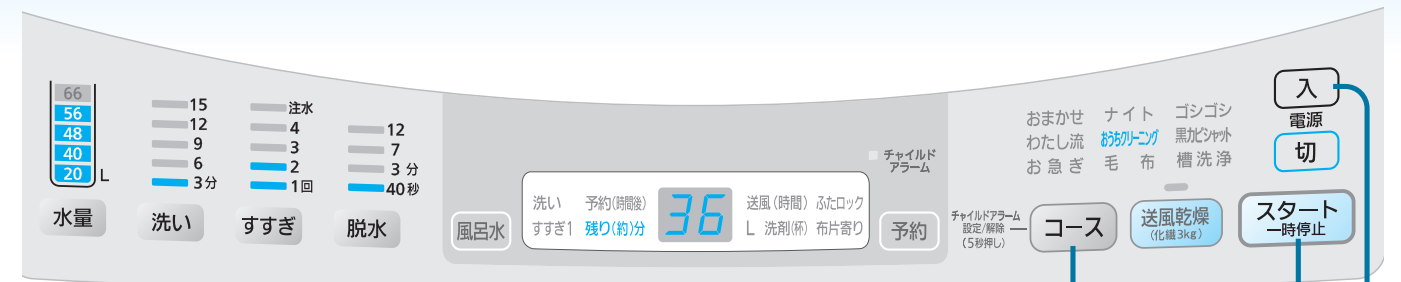 66
56
48
40
20 L
水量
15
12
9
6
3分
洗い
注水
4
3
2
1回
すすぎ
12
7
3 分
40秒
脱水
風呂水
洗い 予約(時間後)
すすぎ1 残り(約)分
36
送風(時間) ふたロック
L 洗剤(杯) 布片寄り
チャイルド
アラーム
予約
チャイルドアラーム
設定/解除
(5秒押し)
コース
おまかせ ナイト ゴシゴシ
わたし流 おうちクリーニング 黒カビシャット
お急ぎ 毛布 槽洗浄
送風乾燥
(化繊3kg)
スタート
一時停止
入
電源
切